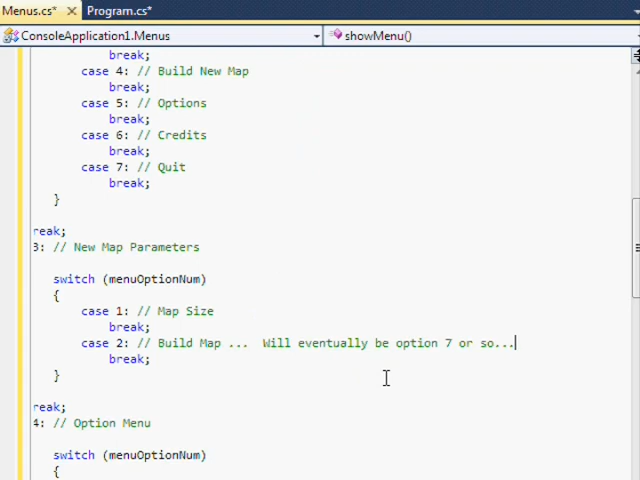 Menus.cs* Program.cs*
ConsoleApplication1.Menus showMenu()
break;
case 4: // Build New Map
break;
case 5: // Options
break;
case 6: // Credits
break;
case 7: // Quit
break;
}
reak;
3: // New Map Parameters
switch (menuOptionNum)
{
case 1: // Map Size
break;
case 2: // Build Map ... Will eventually be option 7 or so...
break;
}
reak;
4: // Option Menu
switch (menuOptionNum)
{